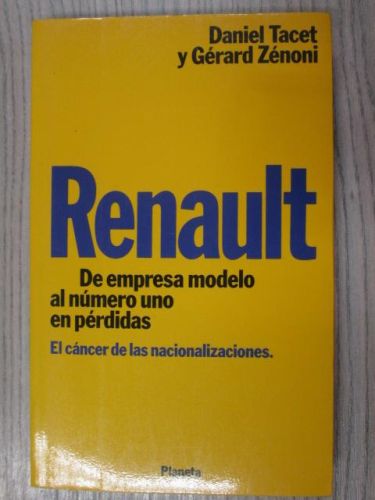 Daniel Tacet
y Gérard Zénoni
Renault
De empresa modelo
al número uno
en pérdidas
El cáncer de las nacionalizaciones.
Planeta